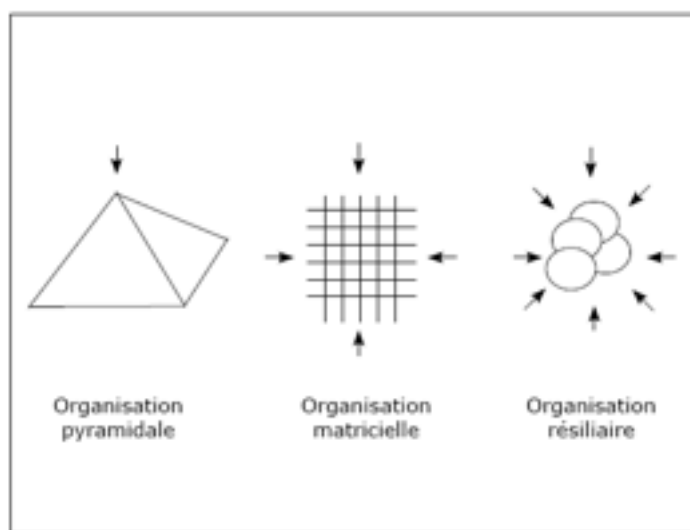 Organisation
pyramidale
Organisation
matricielle
Organisation
résiliaire